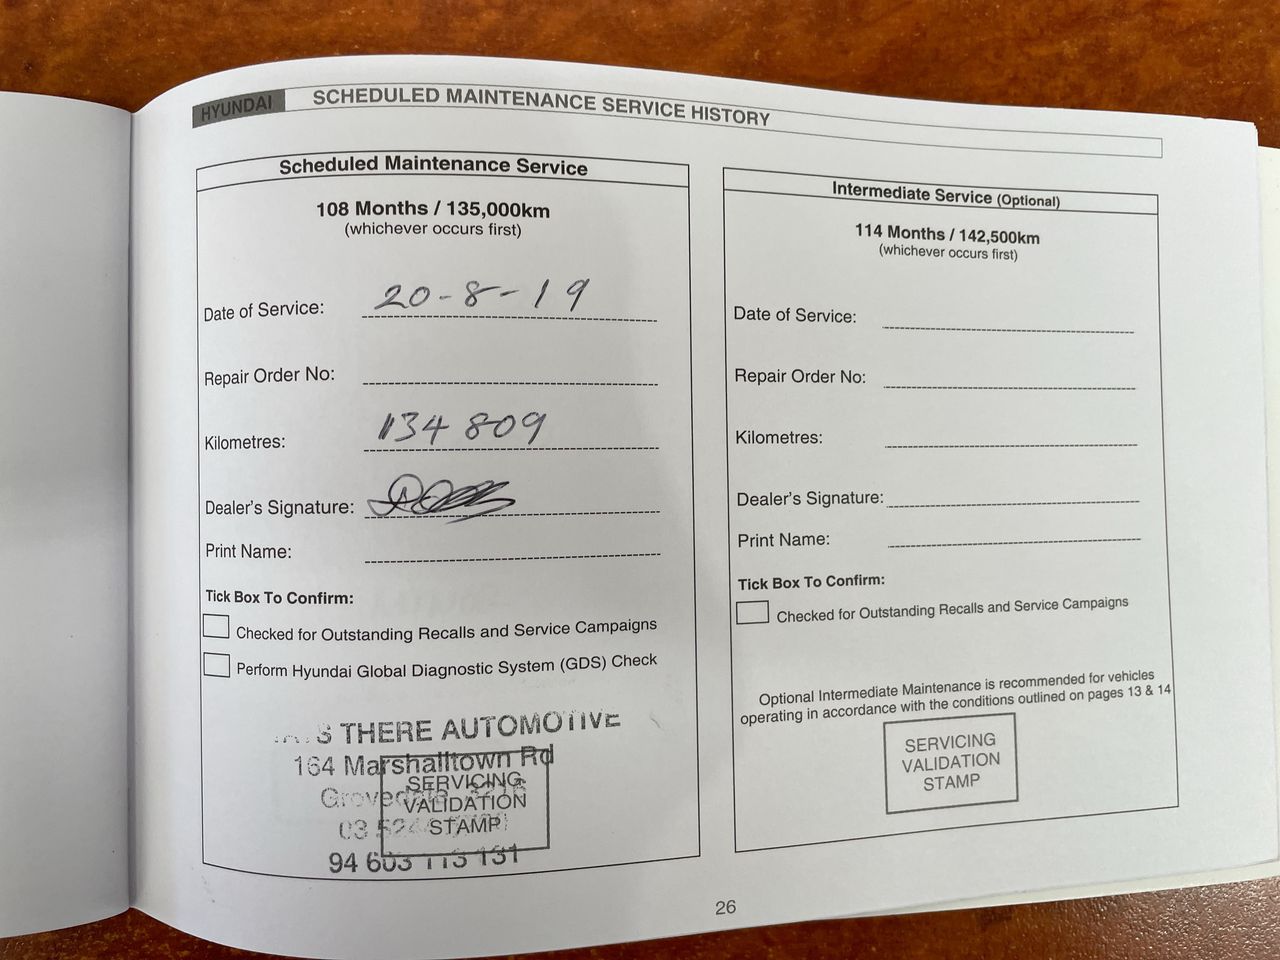 HYUNDAI SCHEDULED MAINTENANCE SERVICE HISTORY
Scheduled Maintenance Service
108 Months / 135,000km
(whichever occurs first)
Date of Service: 20-8-19
Repair Order No:
Kilometres: 134 809
Dealer's Signature:
Print Name:
Tick Box To Confirm:
Checked for Outstanding Recalls and Service Campaigns
Perform Hyundai Global Diagnostic System (GDS) Check
THERE AUTOMOTIVE
164 Marshalltown Rd
03
94 603 113 131
SERVICING
VALIDATION
STAMP
Intermediate Service (Optional)
114 Months / 142,500km
(whichever occurs first)
Date of Service:
Repair Order No:
Kilometres:
Dealer's Signature:
Print Name:
Tick Box To Confirm:
Checked for Outstanding Recalls and Service Campaigns
Optional Intermediate Maintenance is recommended for vehicles
operating in accordance with the conditions outlined on pages 13 & 14
SERVICING
VALIDATION
STAMP
26